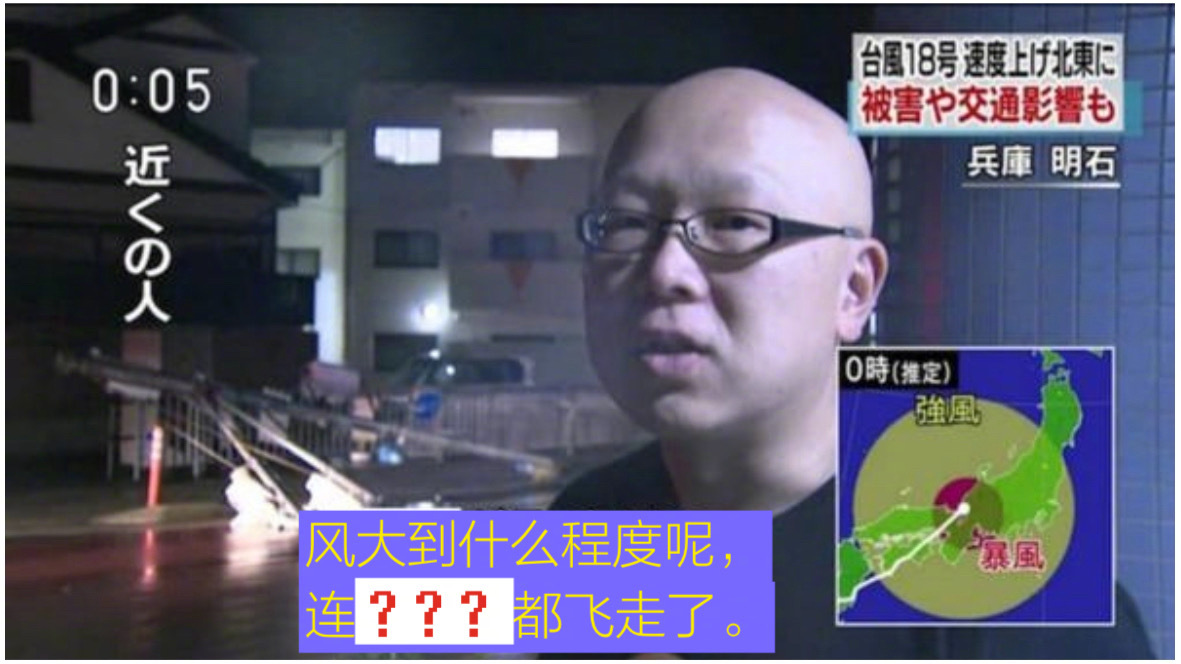 0:05
近くの人
台風18号 速度上げ北東に
被害や交通影響も
兵庫 明石
0時(推定)
強風
暴風
风大到什么程度呢，
连???都飞走了。